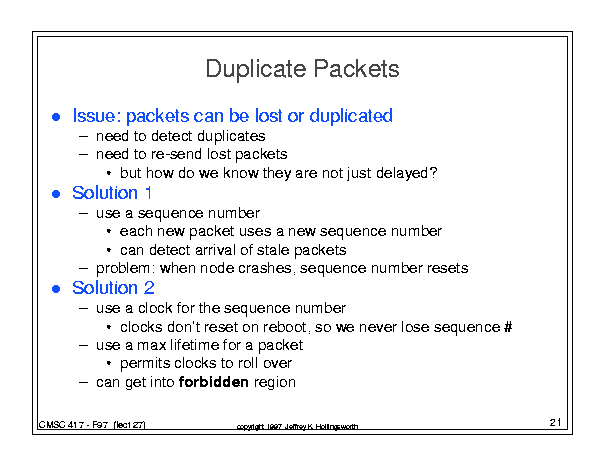 Duplicate Packets
● Issue: packets can be lost or duplicated
– need to detect duplicates
– need to re-send lost packets
• but how do we know they are not just delayed?
● Solution 1
– use a sequence number
• each new packet uses a new sequence number
• can detect arrival of stale packets
– problem: when node crashes, sequence number resets
● Solution 2
– use a clock for the sequence number
• clocks don't reset on reboot, so we never lose sequence #
– use a max lifetime for a packet
• permits clocks to roll over
– can get into forbidden region
CMSC 417 - F97 (lect 27)
copyright 1997 Jeffrey K. Hollingsworth
21